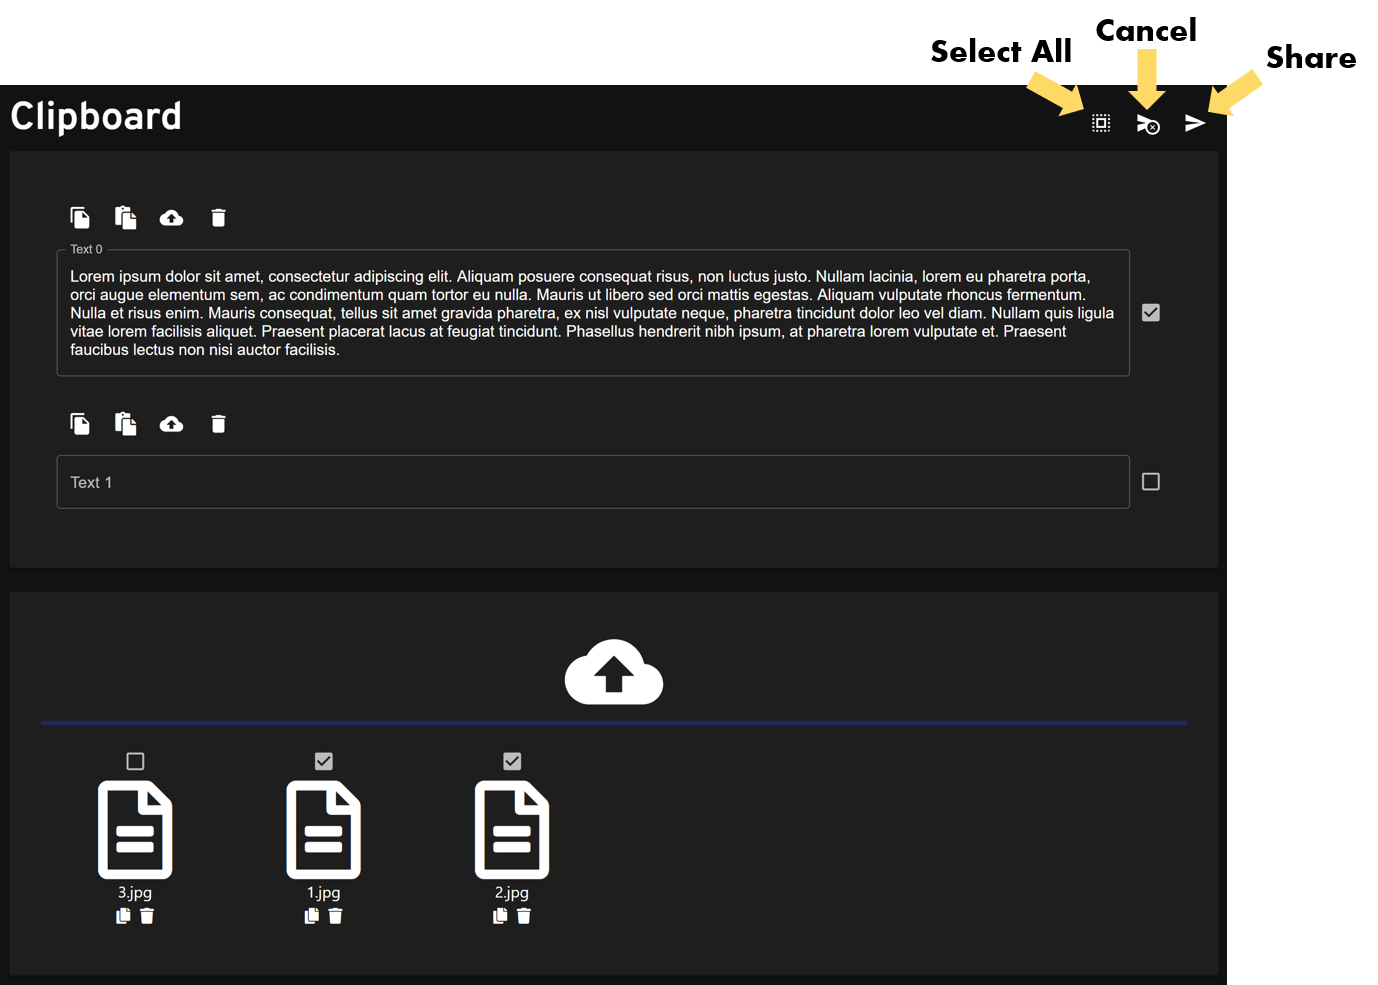 Cancel
Select All
Share
Clipboard
Text 0
Lorem ipsum dolor sit amet, consectetur adipiscing elit. Aliquam posuere consequat risus, non luctus justo. Nullam lacinia, lorem eu pharetra porta,
orci augue elementum sem, ac condimentum quam tortor eu nulla. Mauris ut libero sed orci mattis egestas. Aliquam vulputate rhoncus fermentum.
Nulla et risus enim. Mauris consequat, tellus sit amet gravida pharetra, ex nisl vulputate neque, pharetra tincidunt dolor leo vel diam. Nullam quis ligula
vitae lorem facilisis aliquet. Praesent placerat lacus at feugiat tincidunt. Phasellus hendrerit nibh ipsum, at pharetra lorem vulputate et. Praesent
faucibus lectus non nisi auctor facilisis.
Text 1
3.jpg
1.jpg
2.jpg